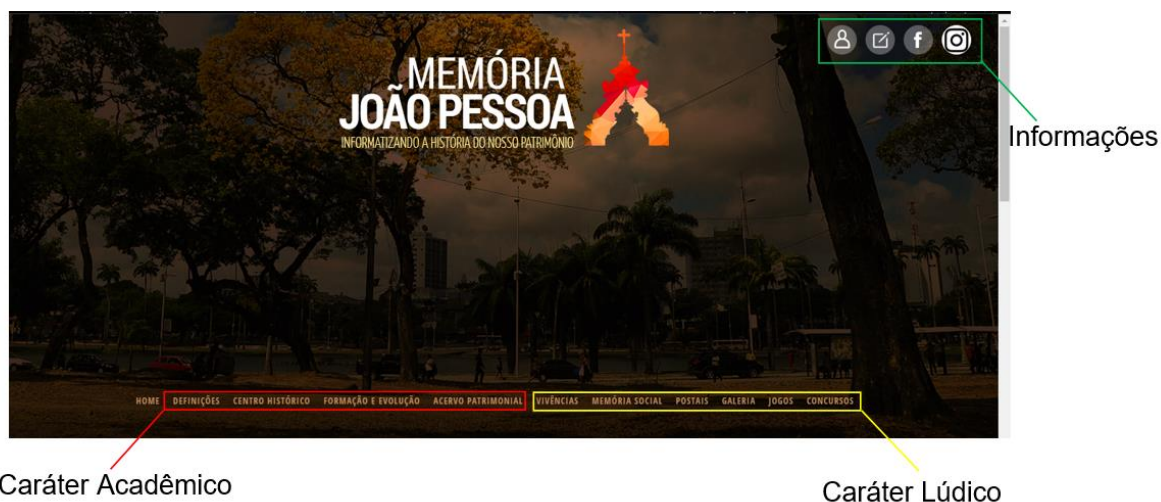 MEMÓRIA
JOÃO PESSOA
INFORMATIZANDO A HISTÓRIA DO NOSSO PATRIMÔNIO
f
Informações
HOME DEFINIÇÕES CENTRO HISTÓRICO FORMAÇÃO E EVOLUÇÃO ACERVO PATRIMONIAL VIVÊNCIAS MEMÓRIA SOCIAL POSTAIS GALERIA JOGOS CONCURSOS
Caráter Acadêmico
Caráter Lúdico